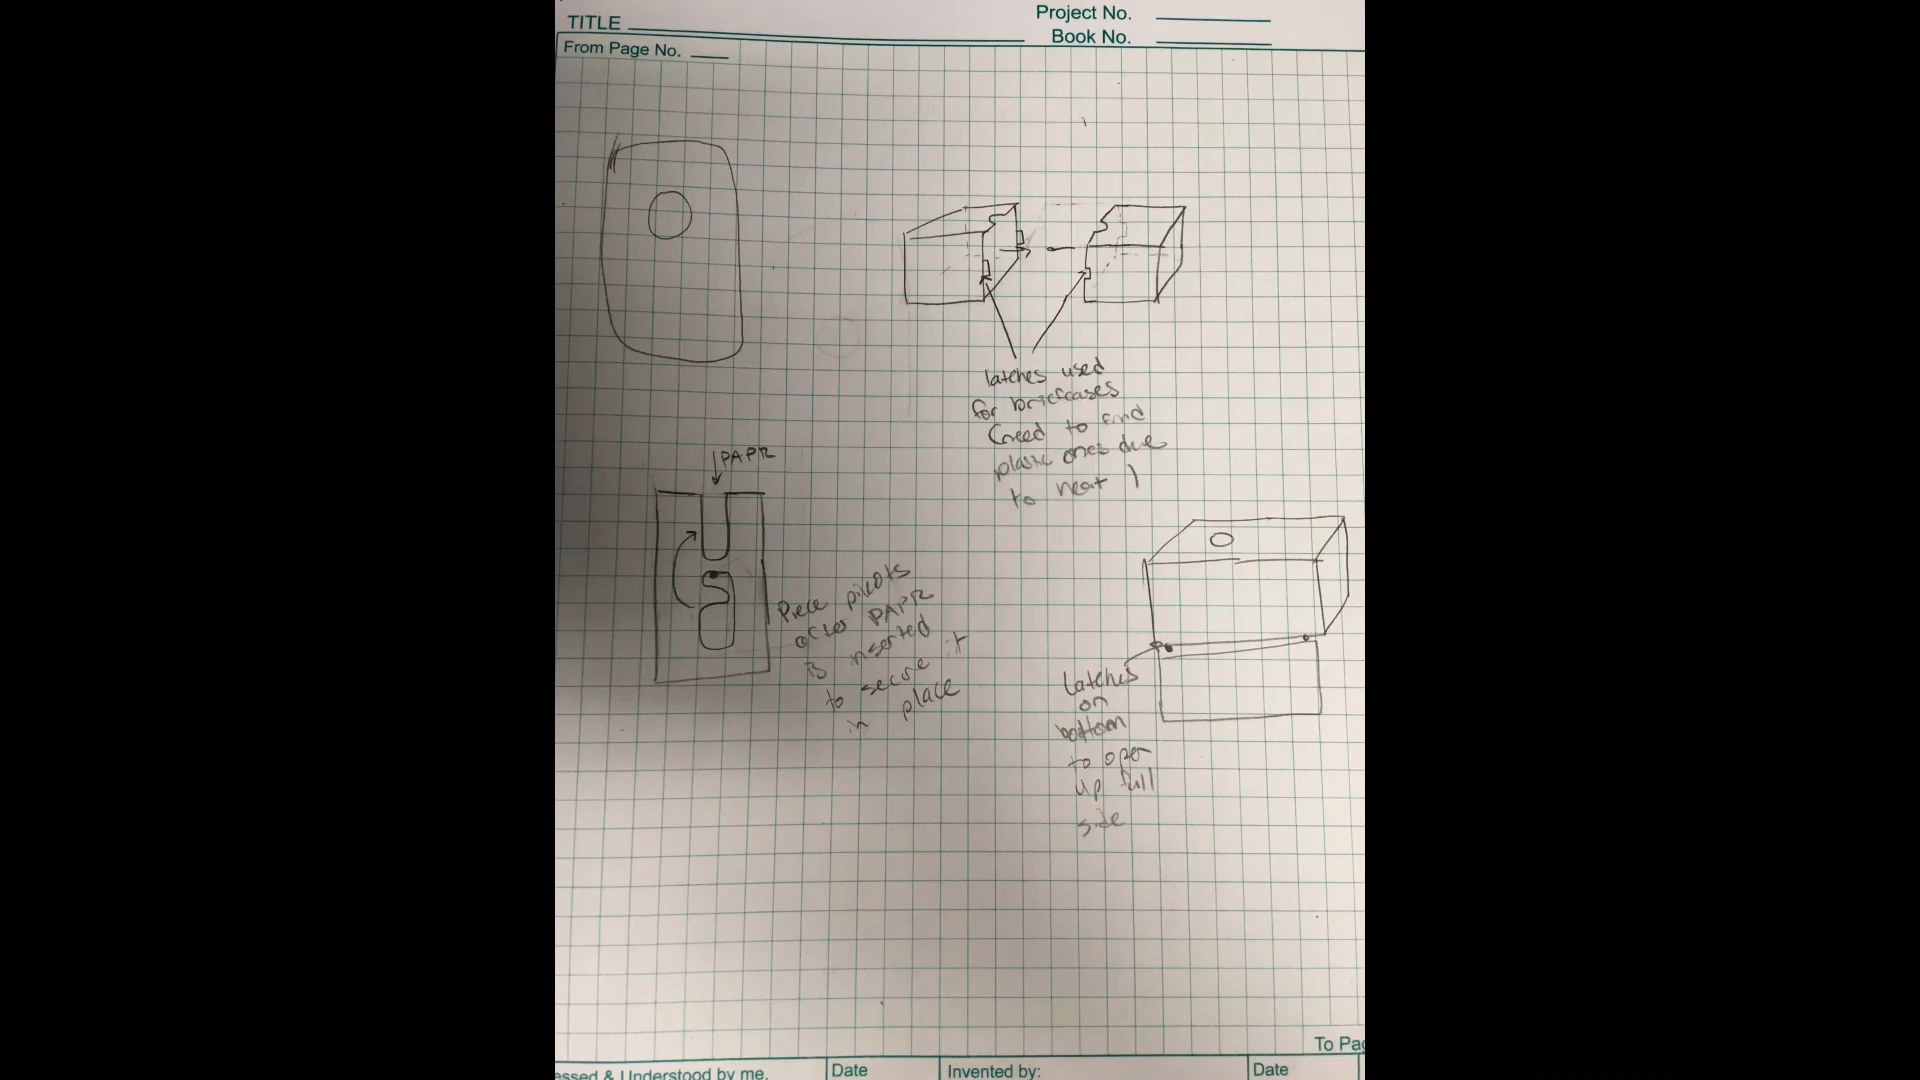 Project No.
TITLE
Book No.
From Page No.
latches used
for briefcases
(need to find
plastic ones due
to heat)
PAPR
Piece pivots
after PAPR
is inserted
to secure it
in place
Latches
on
bottom
to open
up full
side
To Pag
essed & Understood by me,
Date
Invented by:
Date